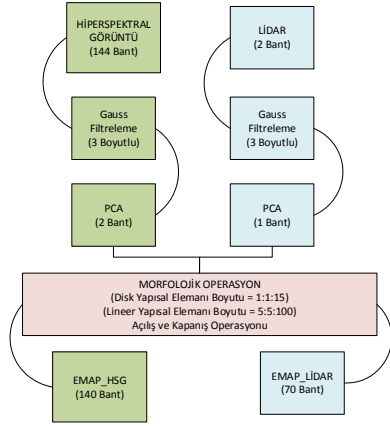 HİPERSPEKTRAL
GÖRÜNTÜ
(144 Bant)
LİDAR
(2 Bant)
Gauss
Filtreleme
(3 Boyutlu)
Gauss
Filtreleme
(3 Boyutlu)
PCA
(2 Bant)
PCA
(1 Bant)
MORFOLOJİK OPERASYON
(Disk Yapısal Elemanı Boyutu = 1:1:15)
(Lineer Yapısal Elemanı Boyutu = 5:5:100)
Açılış ve Kapanış Operasyonu
EMAP_HSG
(140 Bant)
EMAP_LİDAR
(70 Bant)